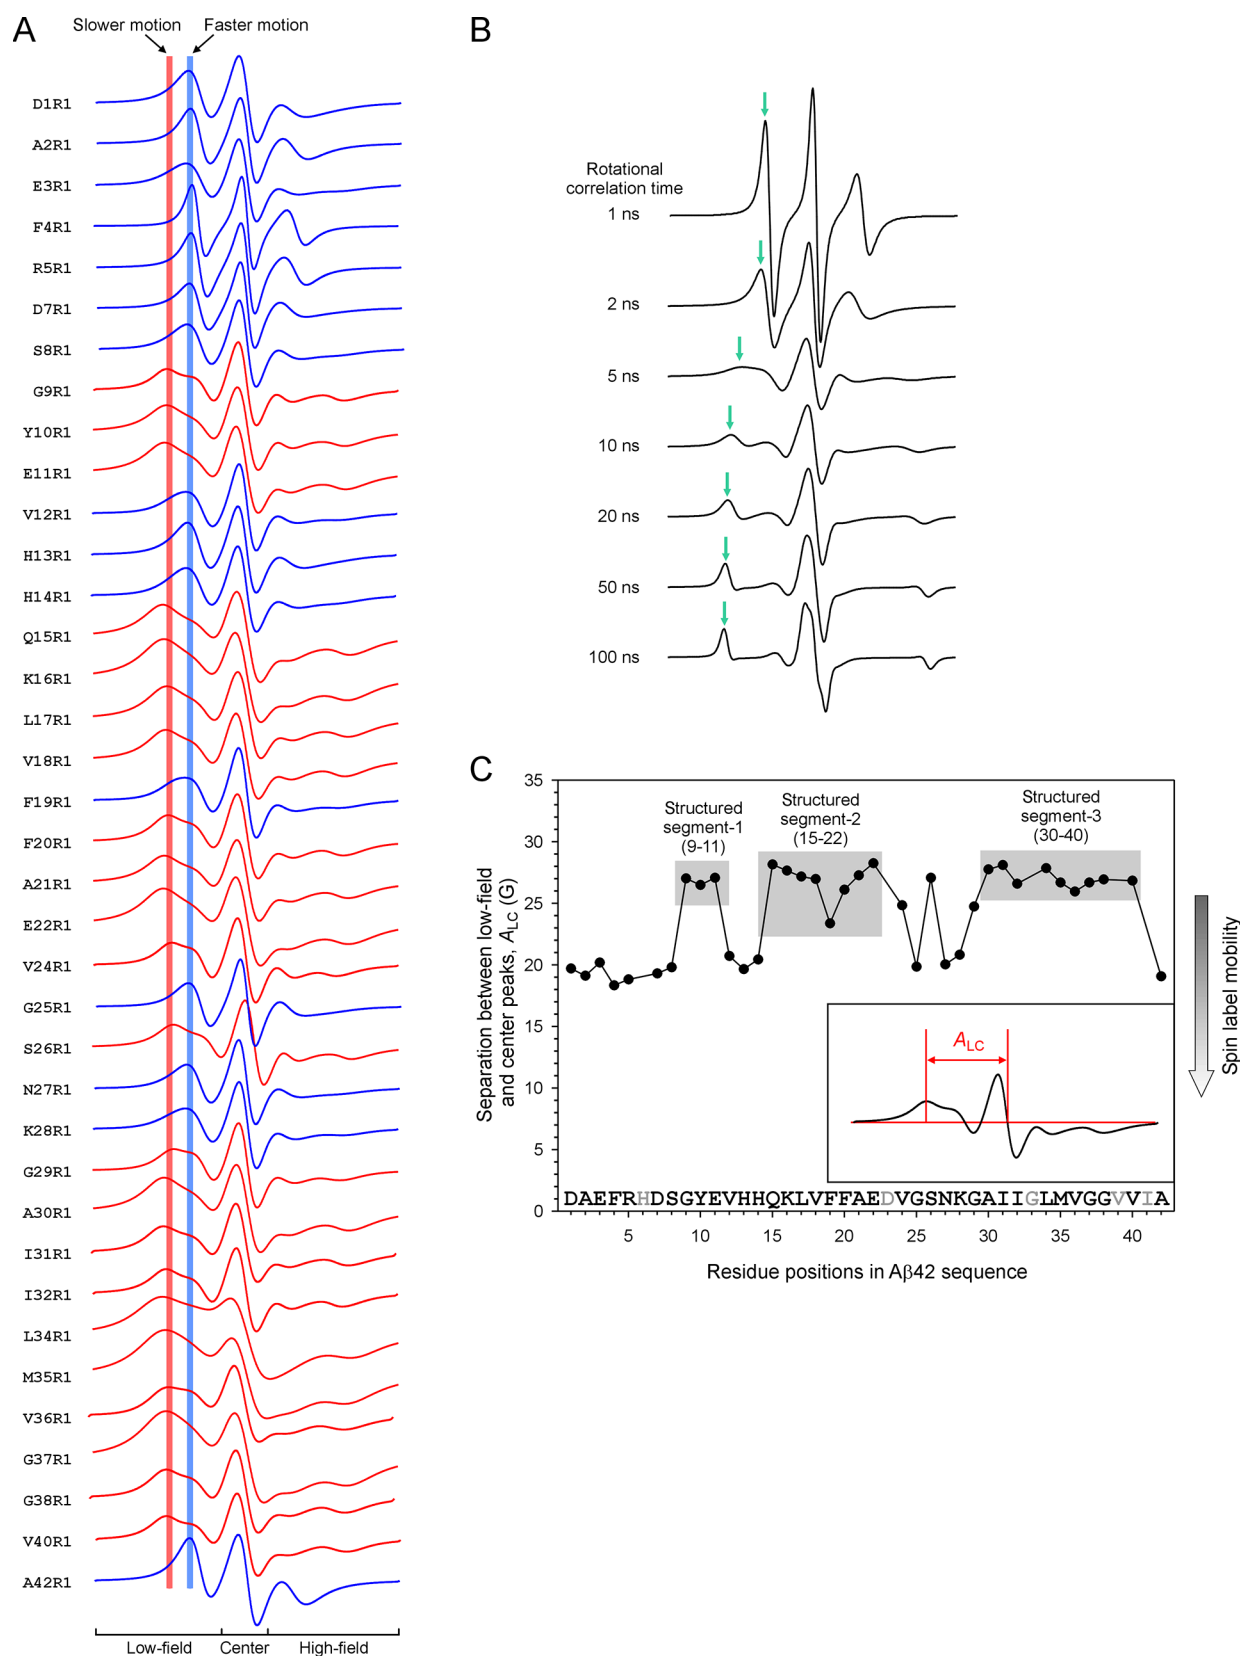 A
Slower motion
Faster motion
D1R1
A2R1
E3R1
F4R1
R5R1
D7R1
S8R1
G9R1
Y10R1
E11R1
V12R1
H13R1
H14R1
Q15R1
K16R1
L17R1
V18R1
F19R1
F20R1
A21R1
E22R1
V24R1
G25R1
S26R1
N27R1
K28R1
G29R1
A30R1
I31R1
I32R1
L34R1
M35R1
V36R1
G37R1
G38R1
V40R1
A42R1
Low-field
Center
High-field
B
Rotational
correlation time
1 ns
2 ns
5 ns
10 ns
20 ns
50 ns
100 ns
C
Separation between low-field
and center peaks, ALC (G)
35
30
25
20
15
10
5
0
Structured
segment-1
(9-11)
Structured
segment-2
(15-22)
Structured
segment-3
(30-40)
ALC
DAEFRHDSGYEVHHQKLVFFAEDVGSNKGAIIGLMVGGVVIA
5
10
15
20
25
30
35
40
Residue positions in Aβ42 sequence
Spin label mobility